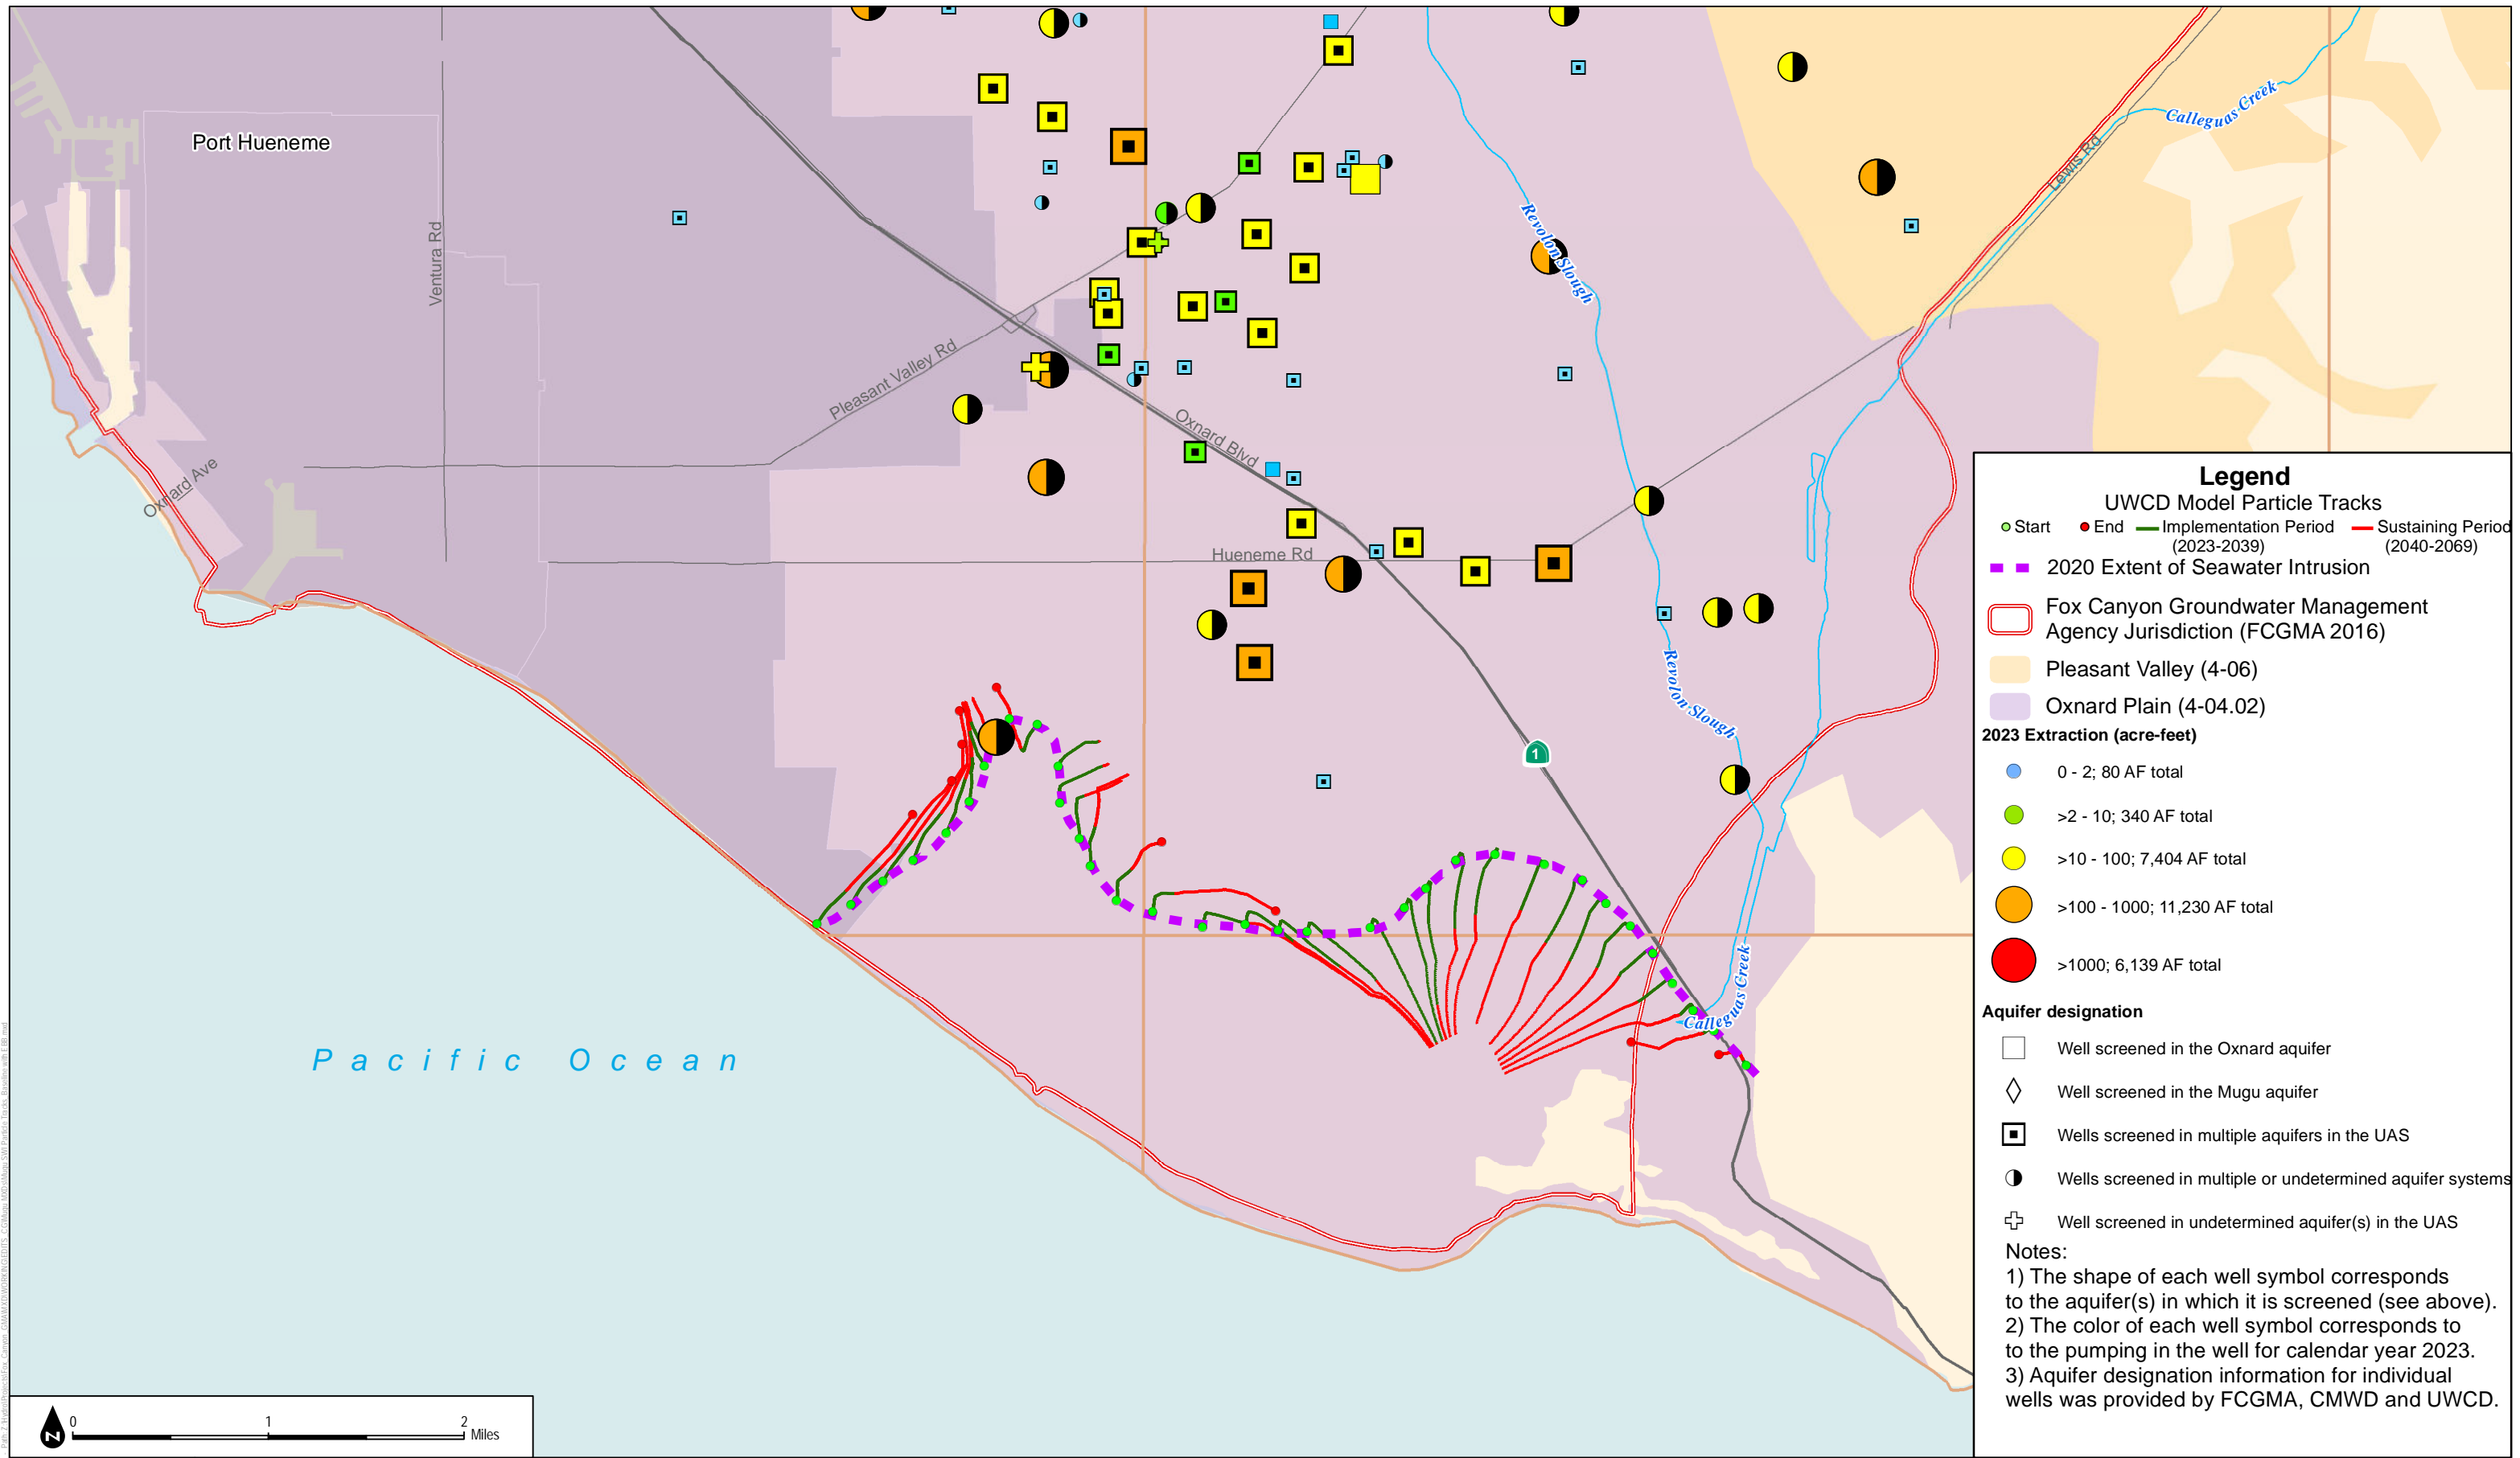 Port Hueneme
Ventura Rd
Oxnard Ave
Pleasant Valley Rd
Oxnard Blvd
Hueneme Rd
Revolon Slough
Calleguas Creek
Lewis Rd
Revolon Slough
1
Calleguas Creek
Pacific Ocean
N
0 1 2
Miles
Legend
UWCD Model Particle Tracks
Start End Implementation Period Sustaining Period
(2023-2039) (2040-2069)
2020 Extent of Seawater Intrusion
Fox Canyon Groundwater Management
Agency Jurisdiction (FCGMA 2016)
Pleasant Valley (4-06)
Oxnard Plain (4-04.02)
2023 Extraction (acre-feet)
0 - 2; 80 AF total
>2 - 10; 340 AF total
>10 - 100; 7,404 AF total
>100 - 1000; 11,230 AF total
>1000; 6,139 AF total
Aquifer designation
Well screened in the Oxnard aquifer
Well screened in the Mugu aquifer
Wells screened in multiple aquifers in the UAS
Wells screened in multiple or undetermined aquifer systems
Well screened in undetermined aquifer(s) in the UAS
Notes:
1) The shape of each well symbol corresponds
to the aquifer(s) in which it is screened (see above).
2) The color of each well symbol corresponds to
to the pumping in the well for calendar year 2023.
3) Aquifer designation information for individual
wells was provided by FCGMA, CMWD and UWCD.